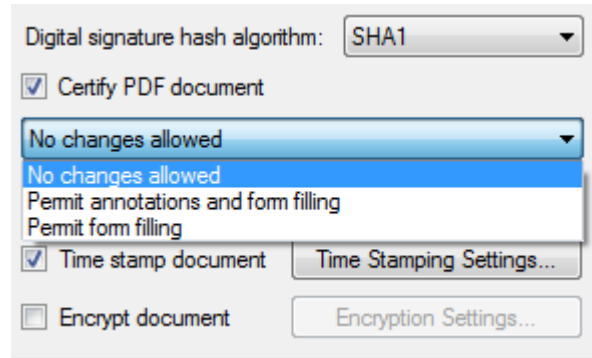 Digital signature hash algorithm: SHA1
Certify PDF document
No changes allowed
No changes allowed
Permit annotations and form filling
Permit form filling
Time stamp document Time Stamping Settings...
Encrypt document Encryption Settings...